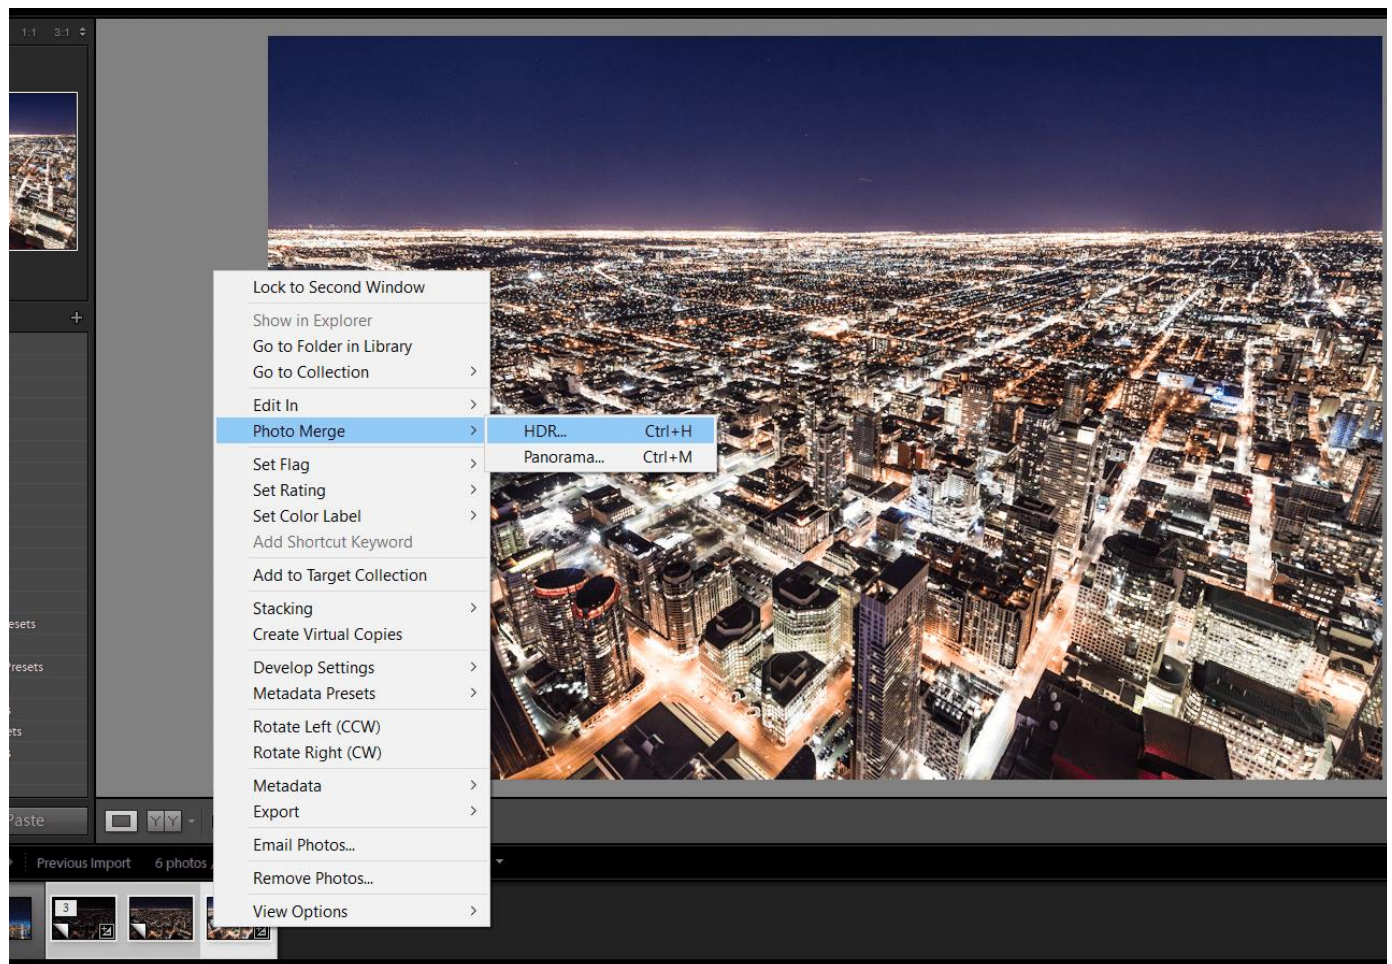 1:1 3:1
Lock to Second Window
Show in Explorer
Go to Folder in Library
Go to Collection
Edit In
Photo Merge
HDR... Ctrl+H
Panorama... Ctrl+M
Set Flag
Set Rating
Set Color Label
Add Shortcut Keyword
Add to Target Collection
Stacking
Create Virtual Copies
Develop Settings
Metadata Presets
Rotate Left (CCW)
Rotate Right (CW)
Metadata
Export
Email Photos...
Remove Photos...
View Options
esets
resets
s
ets
s
aste
YY
Previous Import 6 photos /
3